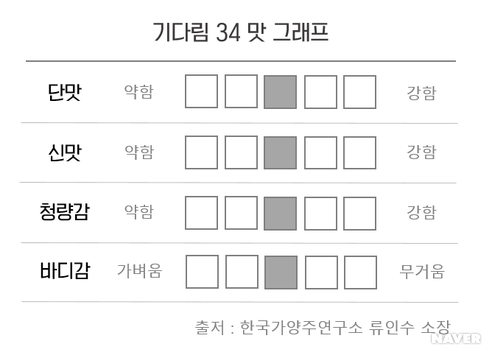 기다림 34 맛 그래프
단맛 약함 강함
신맛 약함 강함
청량감 약함 강함
바디감 가벼움 무거움
출처 : 한국가양주연구소 류인수 소장
NAVER